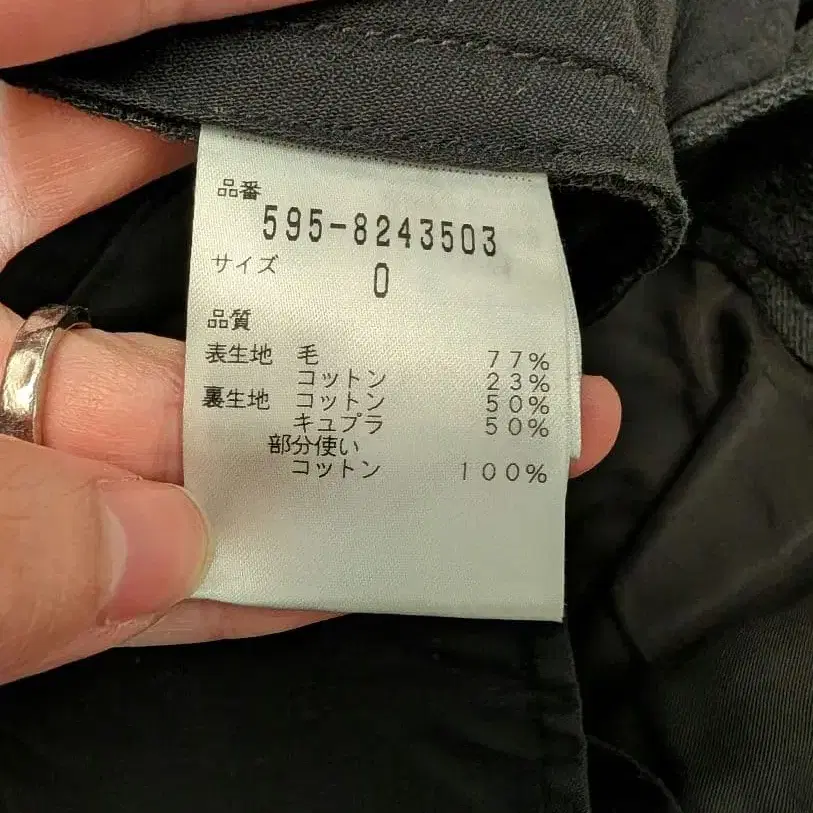 品番
595-8243503
サイズ
0
品質
表生地 毛 77%
コットン 23%
裏生地 コットン 50%
キュプラ 50%
部分使い
コットン 100%